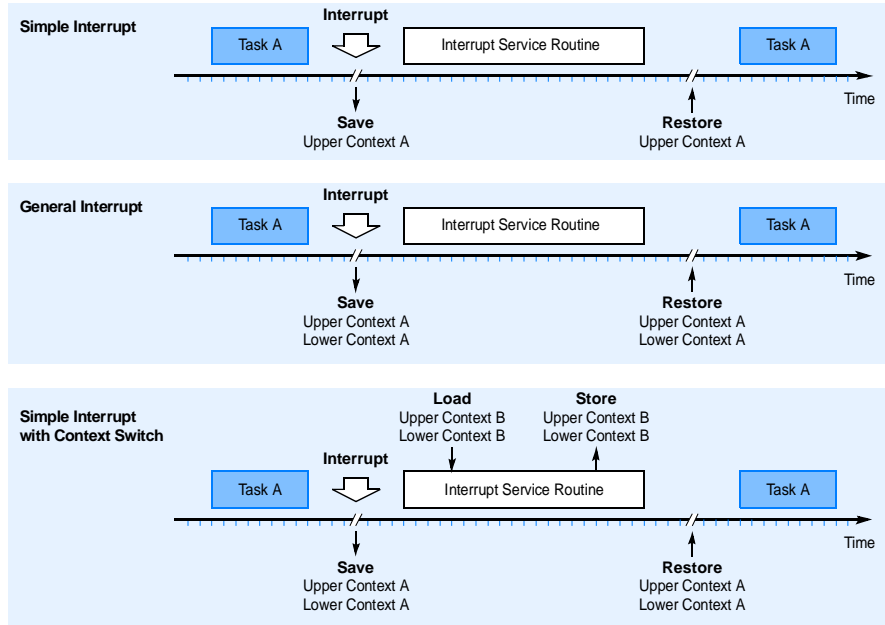 Simple Interrupt
Interrupt
Task A
Interrupt Service Routine
Task A
Time
Save
Upper Context A
Restore
Upper Context A
General Interrupt
Interrupt
Task A
Interrupt Service Routine
Task A
Time
Save
Upper Context A
Lower Context A
Restore
Upper Context A
Lower Context A
Simple Interrupt
with Context Switch
Load
Upper Context B
Lower Context B
Store
Upper Context B
Lower Context B
Interrupt
Task A
Interrupt Service Routine
Task A
Time
Save
Upper Context A
Lower Context A
Restore
Upper Context A
Lower Context A